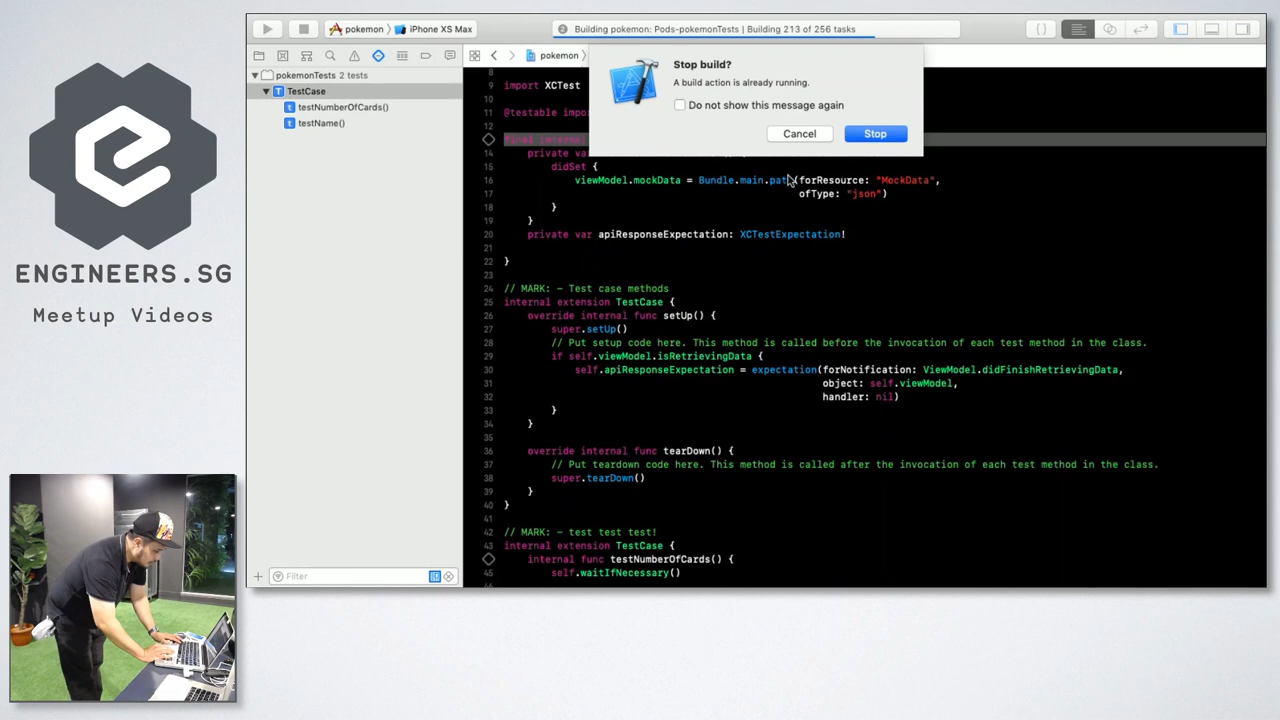 pokemon
iPhone XS Max
2 Building pokemon: Pods-pokemonTests | Building 213 of 256 tasks
pokemonTests 2 tests
T TestCase
t testNumberOfCards()
t testName()
pokemon
Stop build?
A build action is already running.
Do not show this message again
Cancel
Stop
8
9 import XCTest
10
11 @testable impo
12
final internal
14 private va
15 didSet {
16 viewModel.mockData = Bundle.main.pat (forResource: "MockData",
17 ofType: "json")
18 }
19 }
20 private var apiResponseExpectation: XCTestExpectation!
21
22 }
23
24 // MARK: - Test case methods
25 internal extension TestCase {
26 override internal func setUp() {
27 super.setUp()
28 // Put setup code here. This method is called before the invocation of each test method in the class.
29 if self.viewModel.isRetrievingData {
30 self.apiResponseExpectation = expectation(forNotification: ViewModel.didFinishRetrievingData,
31 object: self.viewModel,
32 handler: nil)
33 }
34 }
35
36 override internal func tearDown() {
37 // Put teardown code here. This method is called after the invocation of each test method in the class.
38 super.tearDown()
39 }
40 }
41
42 // MARK: - test test test!
43 internal extension TestCase {
internal func testNumberOfCards() {
45 self.waitIfNecessary()
Filter
ENGINEERS.SG
Meetup Videos